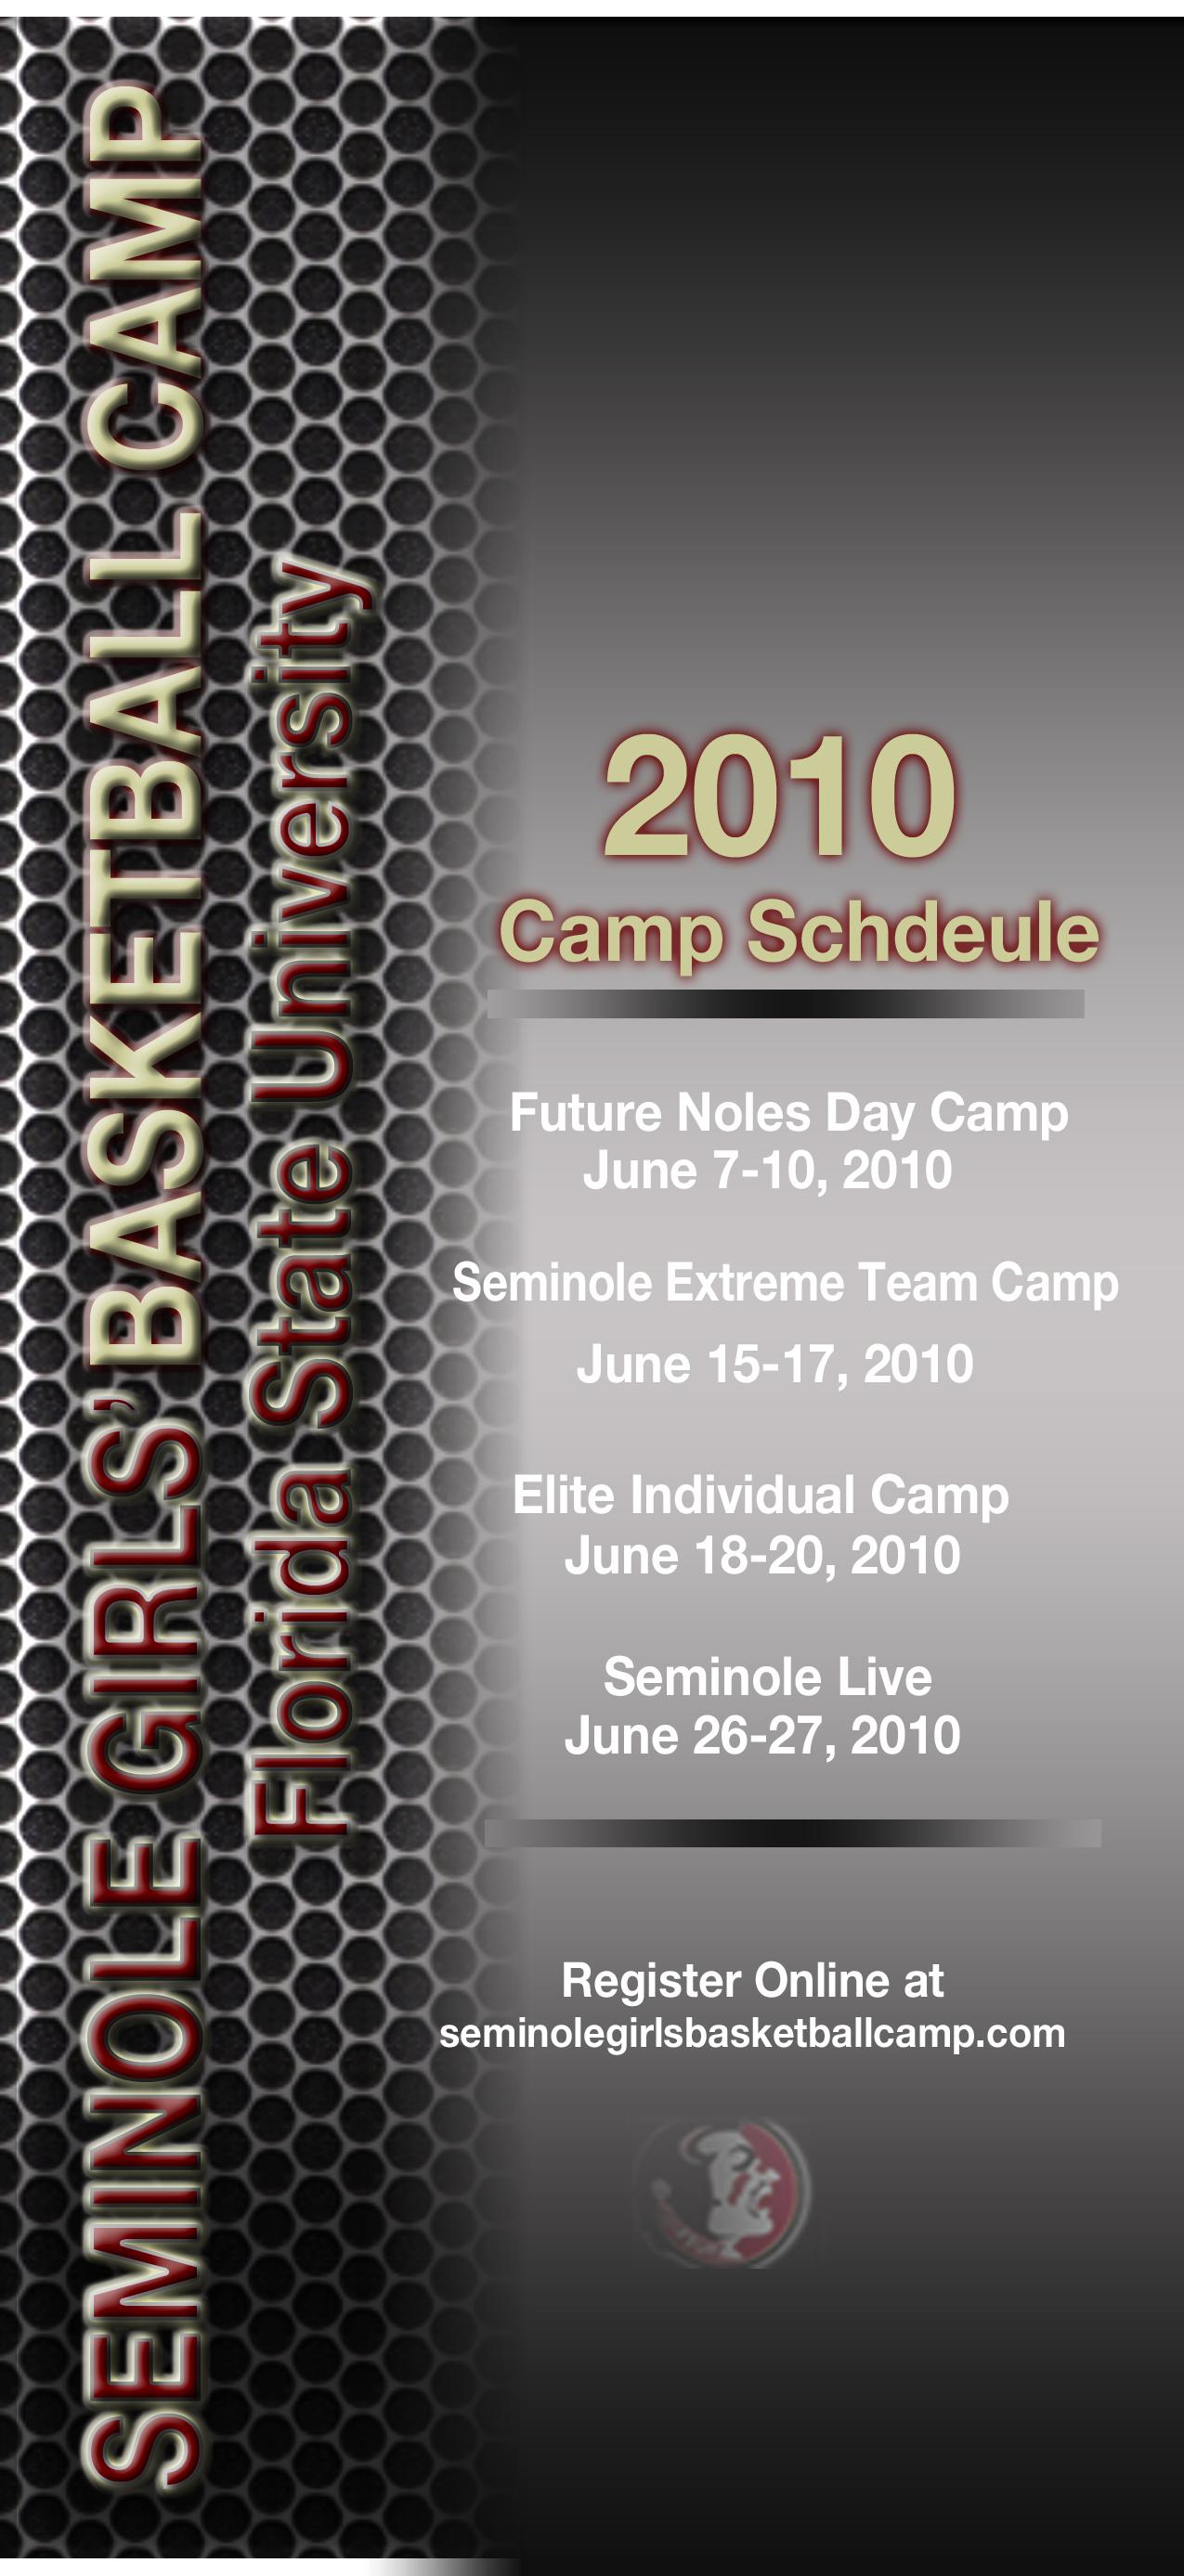 SEMINOLE GIRLS' BASKETBALL CAMP
Florida State University
2010
Camp Schdeule
Future Noles Day Camp
June 7-10, 2010
Seminole Extreme Team Camp
June 15-17, 2010
Elite Individual Camp
June 18-20, 2010
Seminole Live
June 26-27, 2010
Register Online at
seminolegirlsbasketballcamp.com